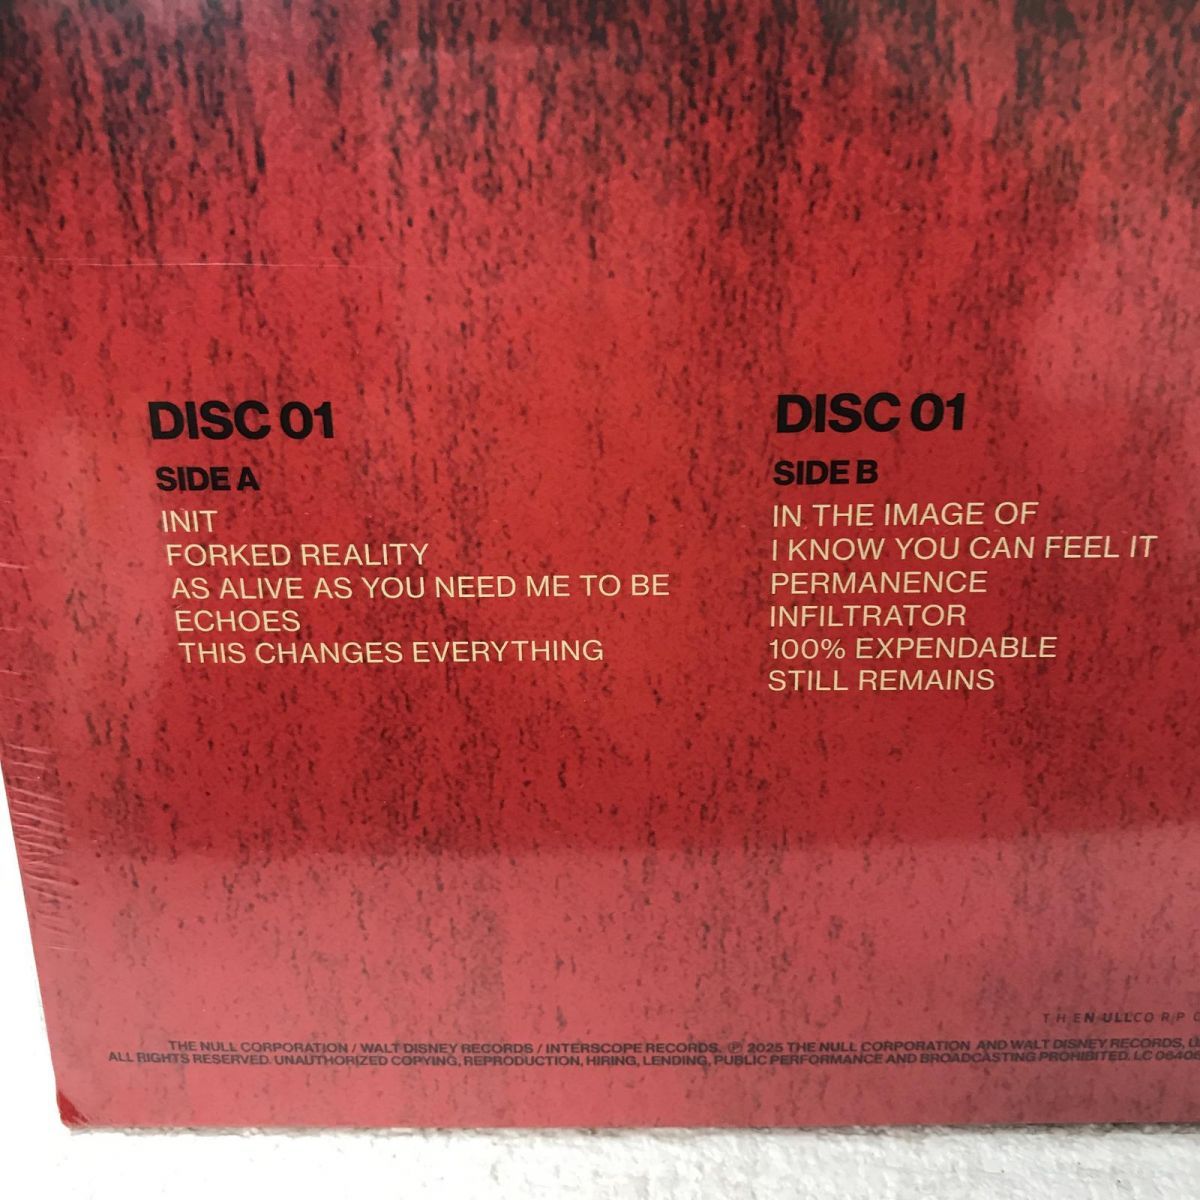 DISC 01
SIDE A
INIT
FORKED REALITY
AS ALIVE AS YOU NEED ME TO BE
ECHOES
THIS CHANGES EVERYTHING
DISC 01
SIDE B
IN THE IMAGE OF
I KNOW YOU CAN FEEL IT
PERMANENCE
INFILTRATOR
100% EXPENDABLE
STILL REMAINS
THENULLCORPO
THE NULL CORPORATION / WALT DISNEY RECORDS / INTERSCOPE RECORDS. ℗ 2025 THE NULL CORPORATION AND WALT DISNEY RECORDS,
ALL RIGHTS RESERVED. UNAUTHORIZED COPYING, REPRODUCTION, HIRING, LENDING, PUBLIC PERFORMANCE AND BROADCASTING PROHIBITED. LC